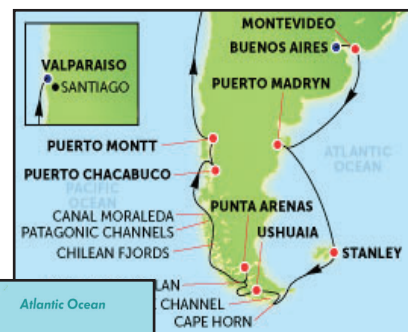 MONTEVIDEO
BUENOS AIRES
VALPARAISO
SANTIAGO
PUERTO MADRYN
PUERTO MONTT
ATLANTIC
OCEAN
PUERTO CHACABUCO
PACIFIC
OCEAN
CANAL MORALEDA
PUNTA ARENAS
PATAGONIC CHANNELS
USHUAIA
CHILEAN FJORDS
STANLEY
LAN
Atlantic Ocean
CHANNEL
CAPE HORN